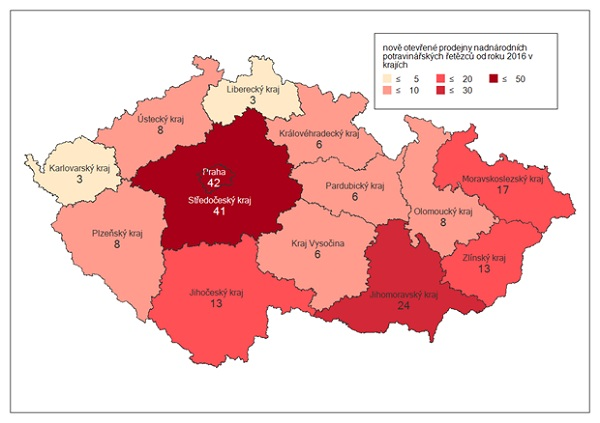 nově otevřené prodejny nadnárodních
potravinářských řetězců od roku 2016 v
krajích
≤ 5 ≤ 20 ≤ 50
≤ 10 ≤ 30
Liberecký kraj
3
Ústecký kraj
8
Královéhradecký kraj
6
Karlovarský kraj
3
Praha
42
Středočeský kraj
41
Pardubický kraj
6
Moravskoslezský kraj
17
Olomoucký kraj
8
Plzeňský kraj
8
Kraj Vysočina
6
Zlínský kraj
13
Jihočeský kraj
13
Jihomoravský kraj
24